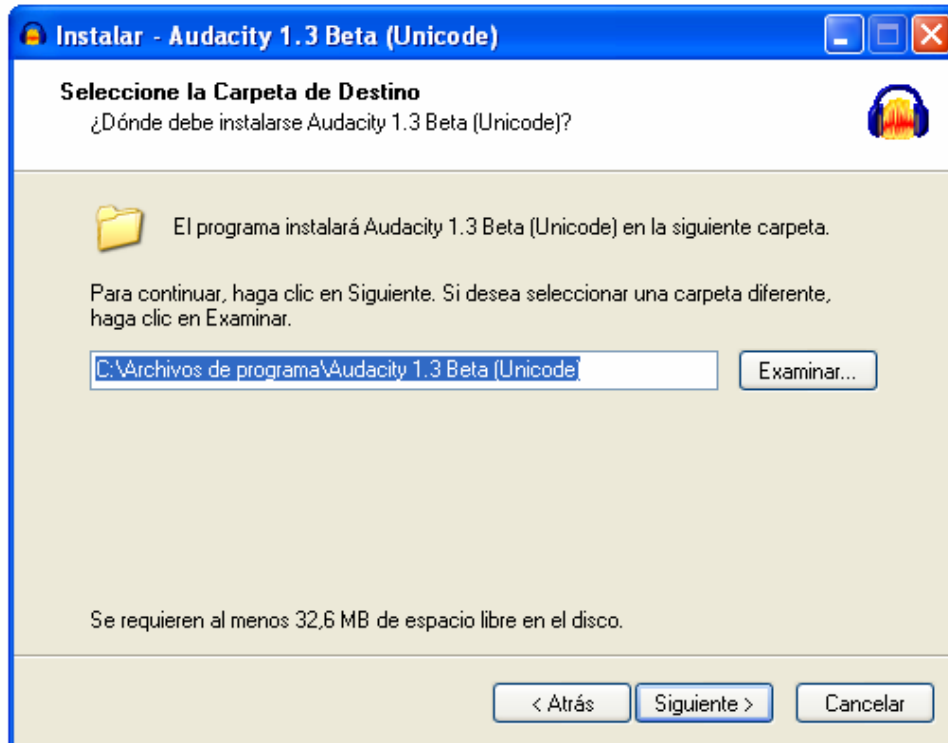 Instalar - Audacity 1.3 Beta (Unicode)
Seleccione la Carpeta de Destino
¿Dónde debe instalarse Audacity 1.3 Beta (Unicode)?
El programa instalará Audacity 1.3 Beta (Unicode) en la siguiente carpeta.
Para continuar, haga clic en Siguiente. Si desea seleccionar una carpeta diferente,
haga clic en Examinar.
C:\Archivos de programa\Audacity 1.3 Beta (Unicode)
Examinar...
Se requieren al menos 32,6 MB de espacio libre en el disco.
< Atrás
Siguiente >
Cancelar